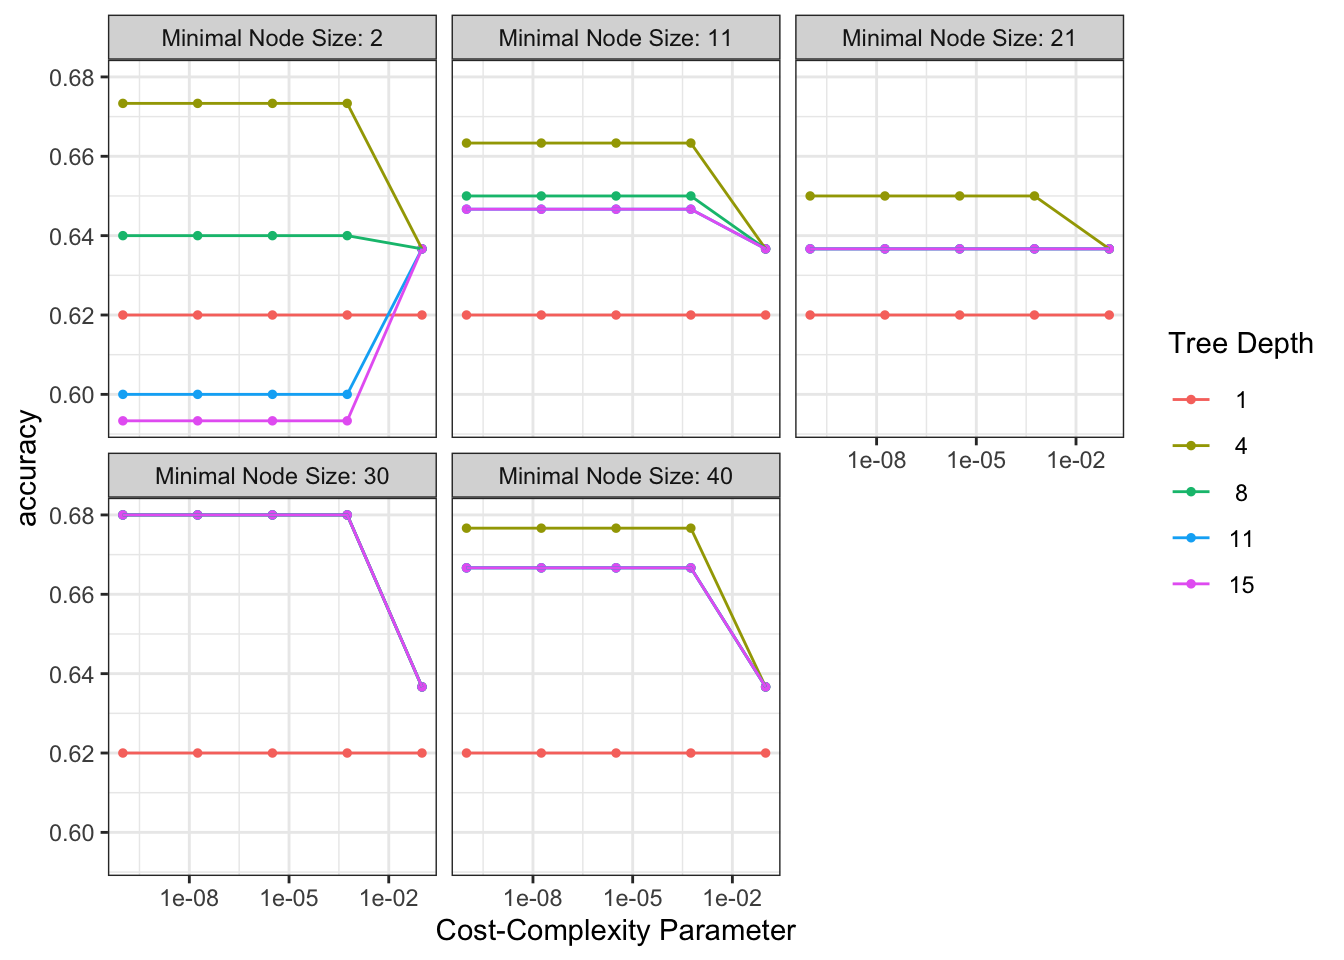 Minimal Node Size: 2
Minimal Node Size: 11
Minimal Node Size: 21
0.68
0.66
0.64
0.62
0.60
1e-08
1e-05
1e-02
Minimal Node Size: 30
Minimal Node Size: 40
0.68
0.66
0.64
0.62
0.60
1e-08
1e-05
1e-02
1e-08
1e-05
1e-02
Cost-Complexity Parameter
accuracy
Tree Depth
1
4
8
11
15